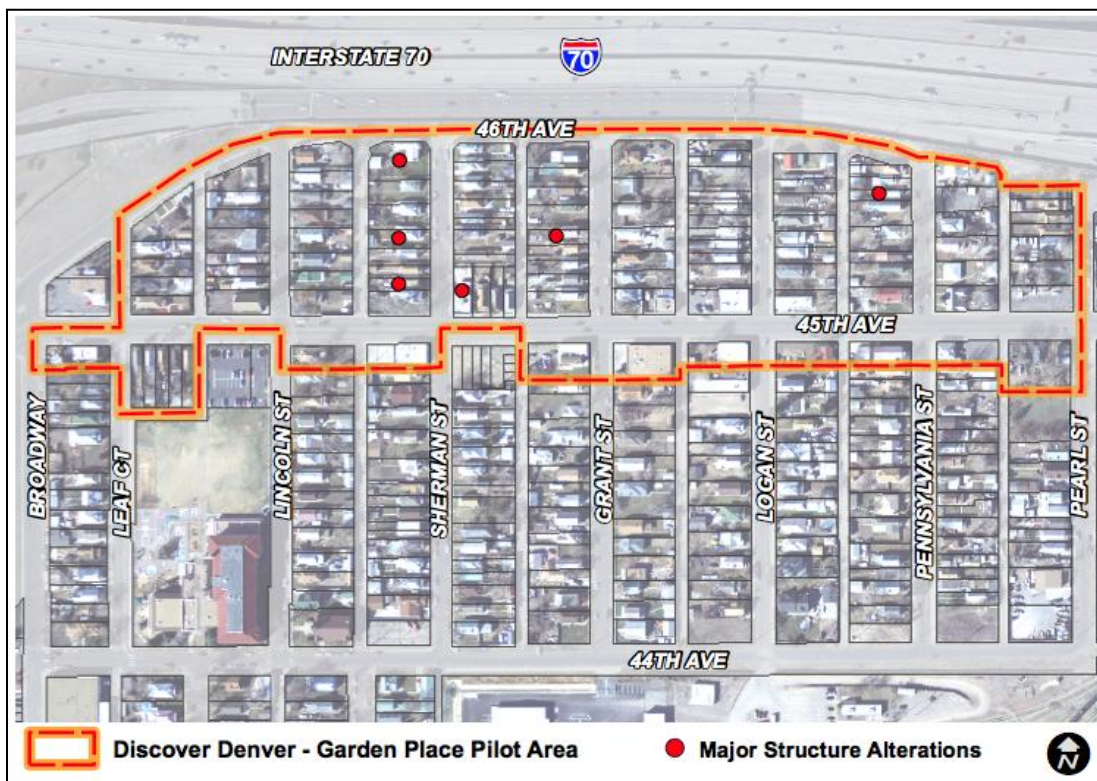 INTERSTATE 70
70
46TH AVE
45TH AVE
BROADWAY
LEAF CT
LINCOLN ST
SHERMAN ST
GRANT ST
LOGAN ST
PENNSYLVANIA ST
PEARL ST
44TH AVE
Discover Denver - Garden Place Pilot Area
Major Structure Alterations
N